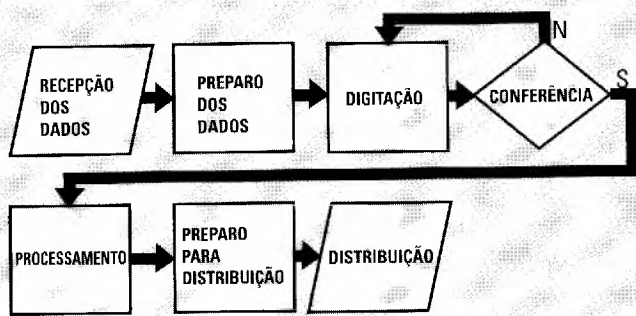 RECEPÇÃO
DOS
DADOS
PREPARO
DOS
DADOS
DIGITAÇÃO
CONFERÊNCIA
N
S
PROCESSAMENTO
PREPARO
PARA
DISTRIBUIÇÃO
DISTRIBUIÇÃO